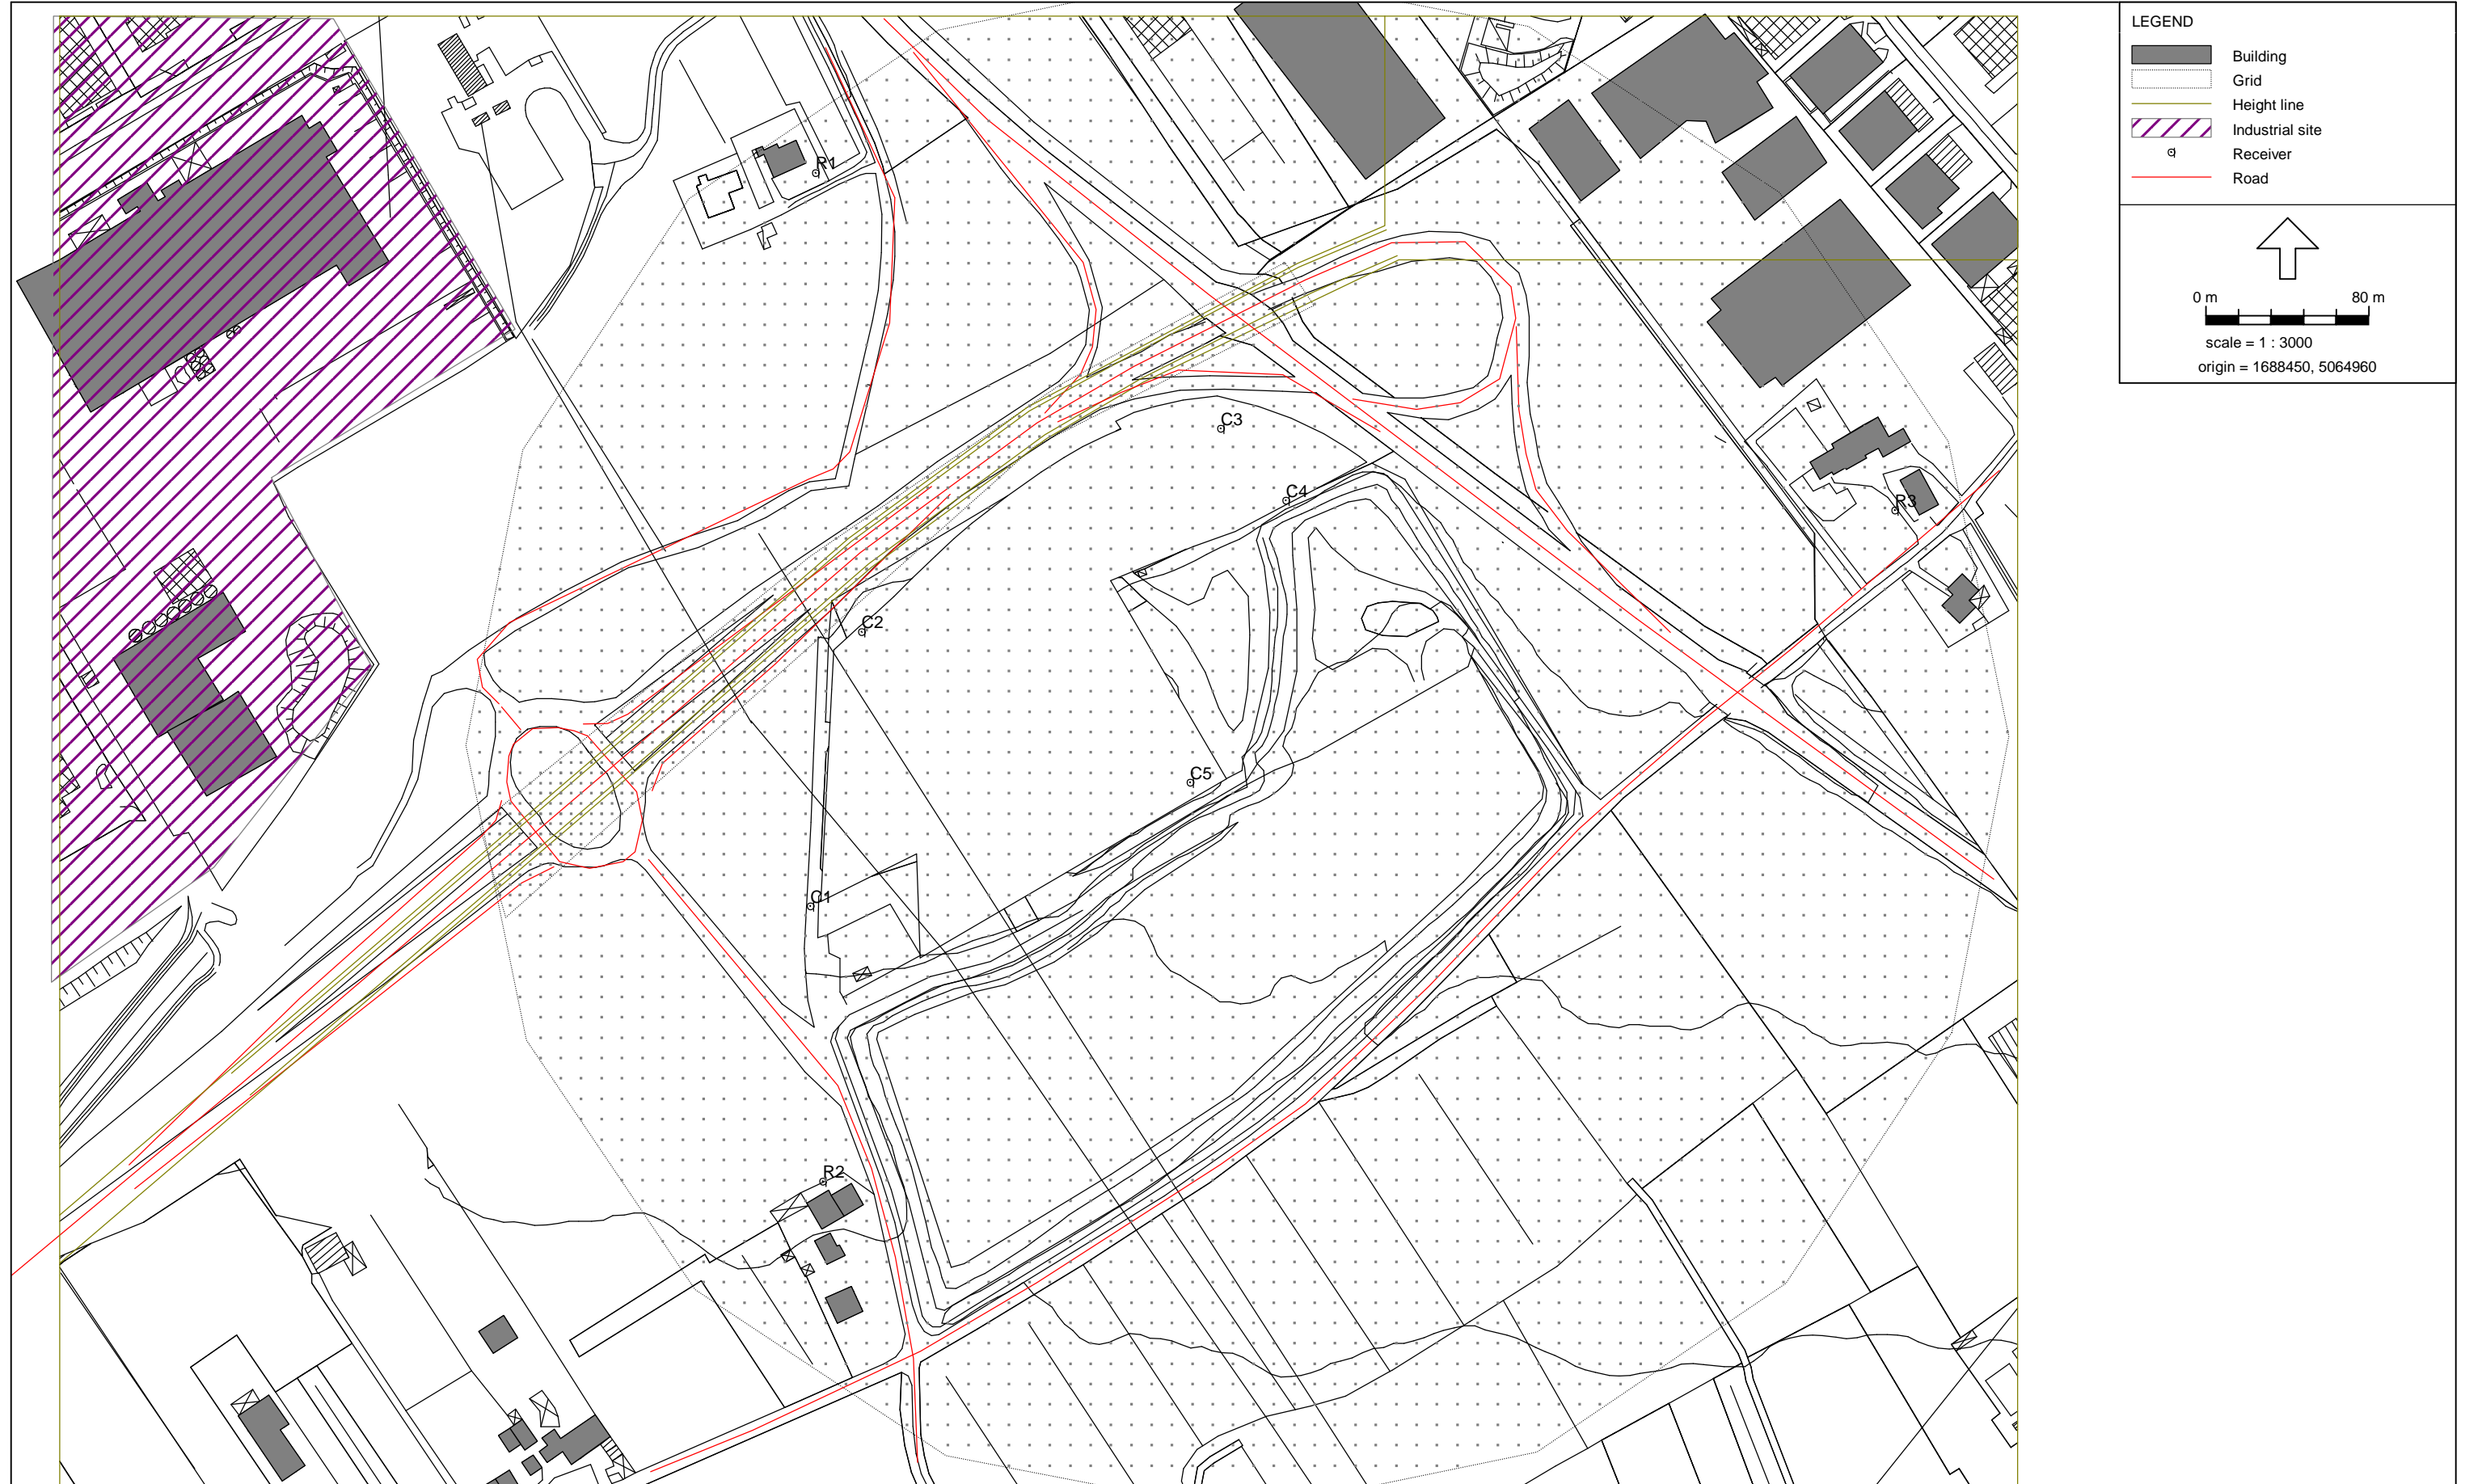 LEGEND
Building
Grid
Height line
Industrial site
Receiver
Road
0 m 80 m
scale = 1 : 3000
origin = 1688450, 5064960
R1
C3
C4
R3
C2
C5
C1
R2